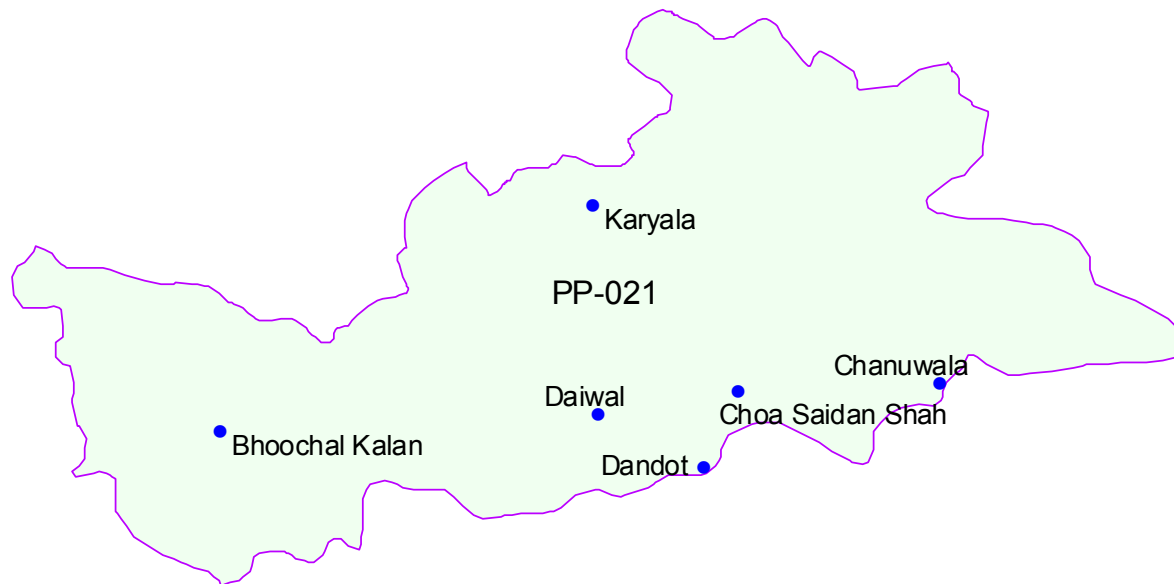 Karyala
PP-021
Chanuwala
Daiwal
Choa Saidan Shah
Bhoochal Kalan
Dandot